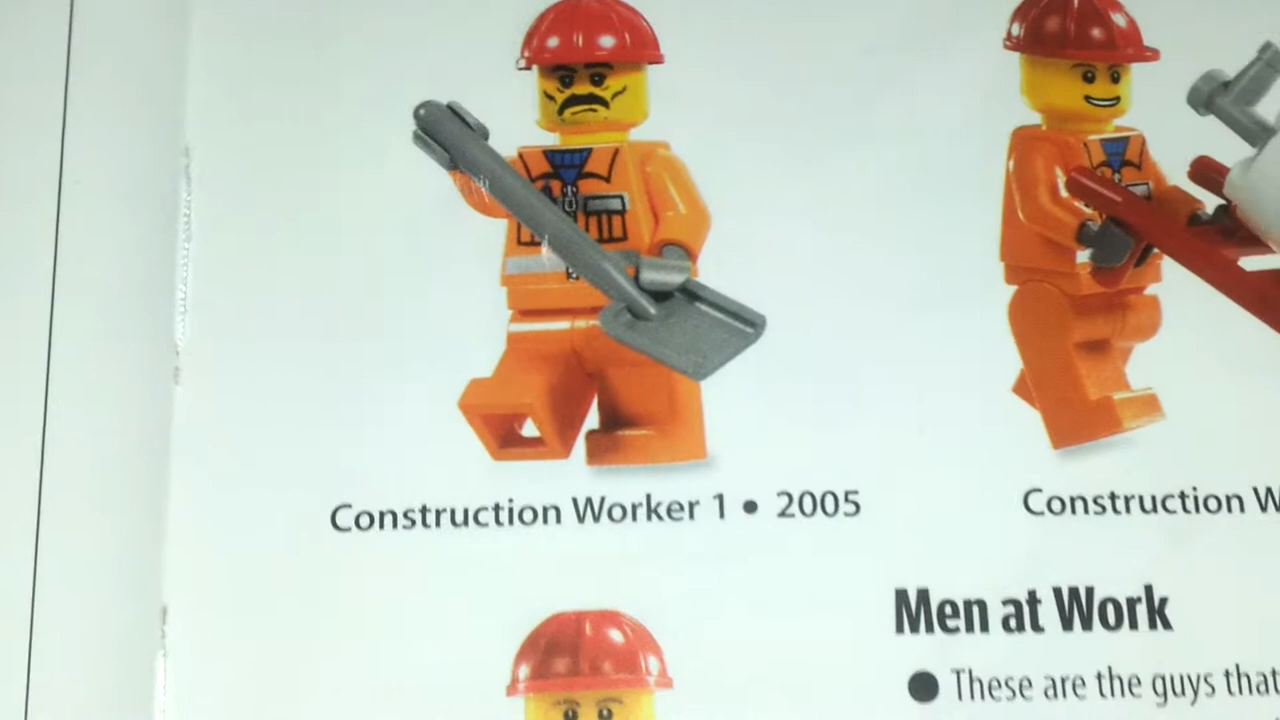 Construction Worker 1 • 2005
Construction
Men at Work
● These are the guys that